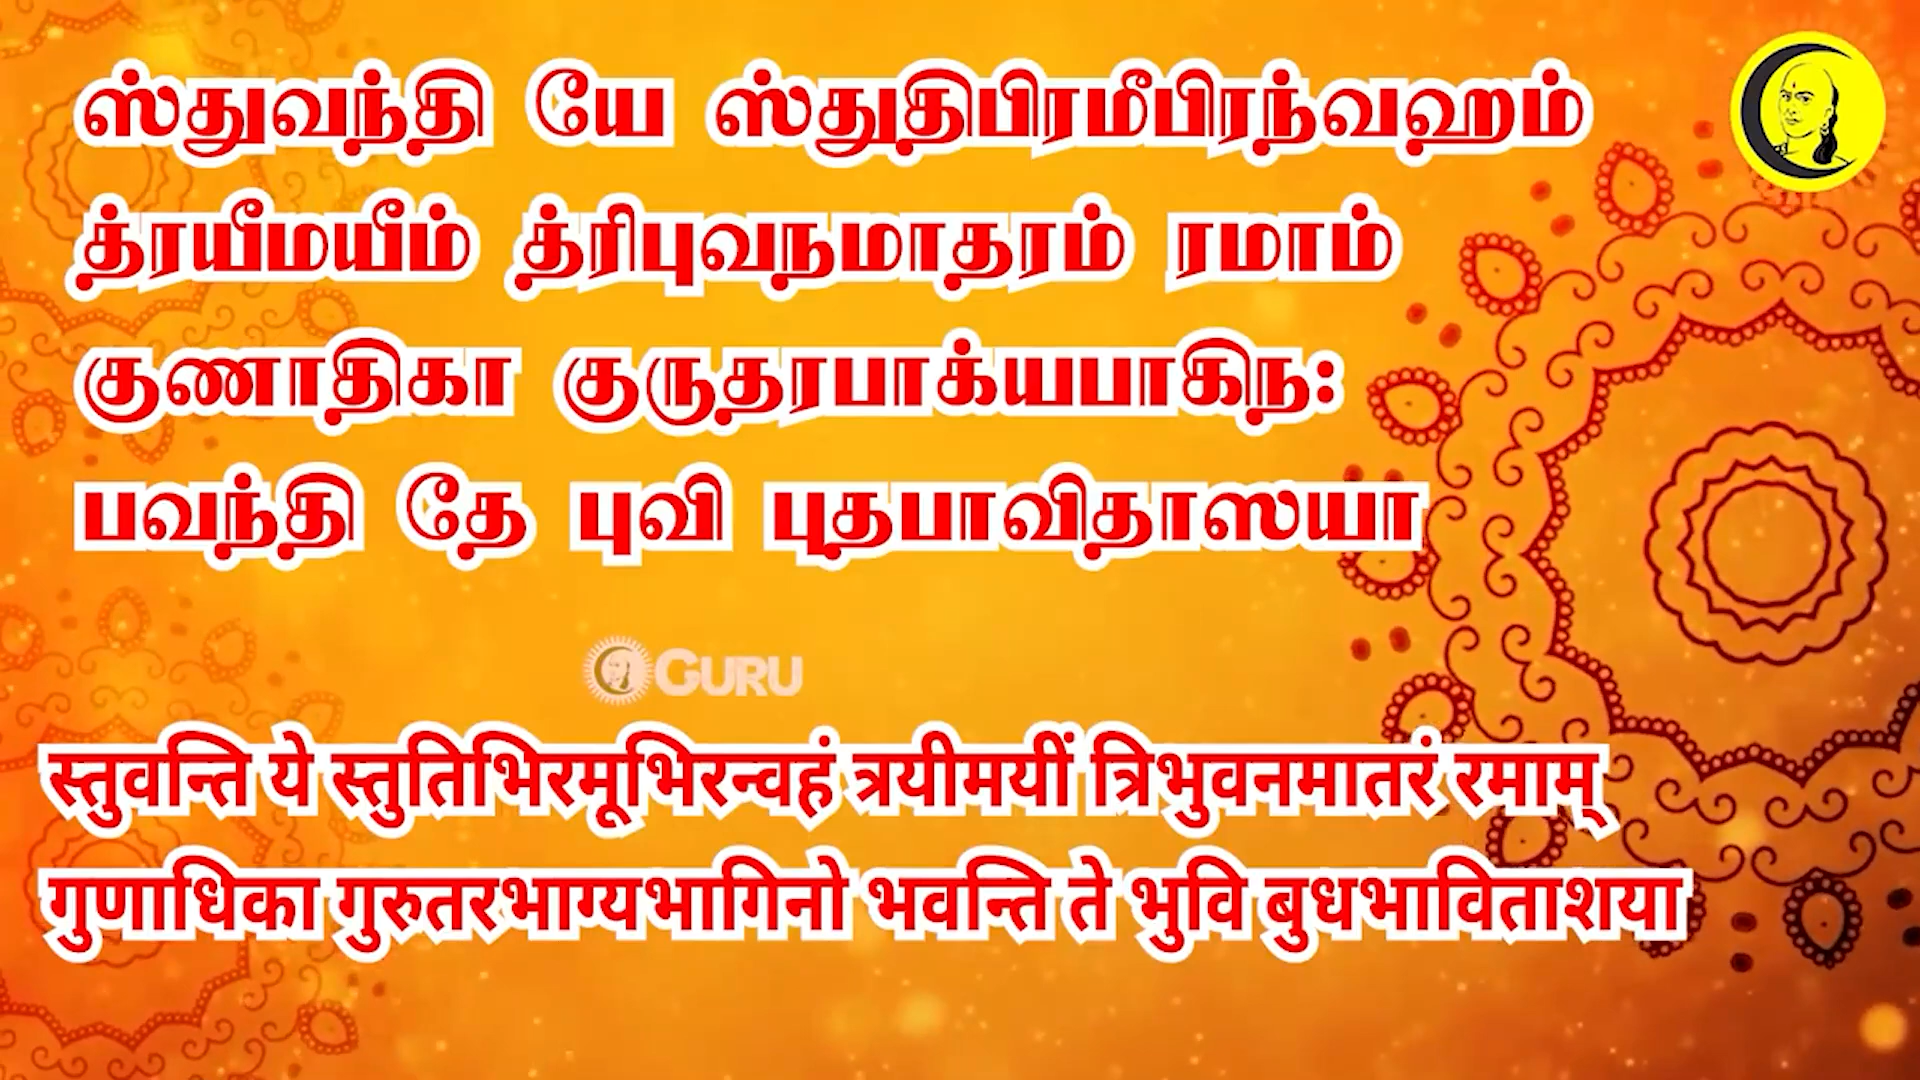 ஸ்துவந்தி யே ஸ்துதிபிரமீபிரந்வஹம்
த்ரயீமயீம் த்ரிபுவநமாதரம் ரமாம்
குணாதிகா குருதரபாக்யபாகிந:
பவந்தி தே புவி புதபாவிதாஸயா
GURU
स्तुवन्ति ये स्तुतिभिरमूभिरन्वहं त्रयीमयीं त्रिभुवनमातरं रमाम्
गुणाधिका गुरुतरभाग्यभागिनो भवन्ति ते भुवि बुधभाविताशया